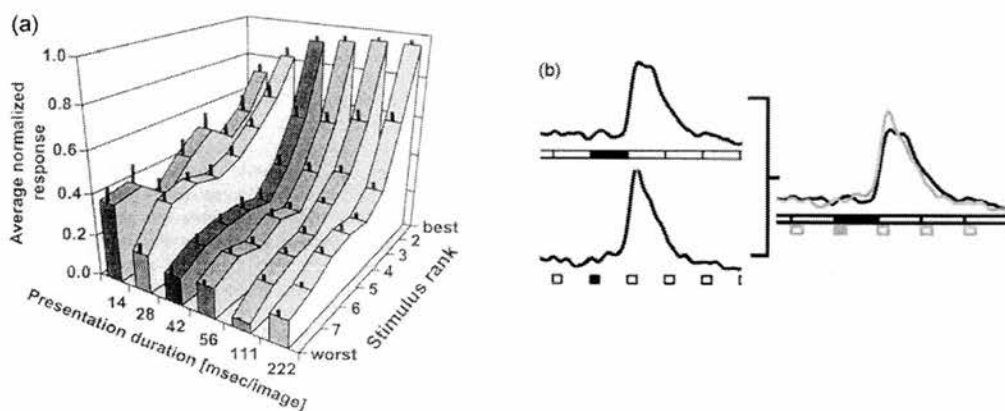 (a)
1.0
0.8
0.6
0.4
0.2
0.0
Average normalized
response
14
28
42
56
111
222
Presentation duration [msec/image]
best
2
3
4
5
6
7
worst
Stimulus rank
(b)